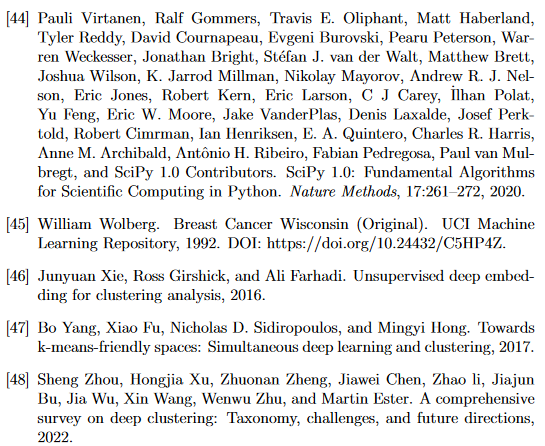 [44] Pauli Virtanen, Ralf Gommers, Travis E. Oliphant, Matt Haberland,
Tyler Reddy, David Cournapeau, Evgeni Burovski, Pearu Peterson, War-
ren Weckesser, Jonathan Bright, Stéfan J. van der Walt, Matthew Brett,
Joshua Wilson, K. Jarrod Millman, Nikolay Mayorov, Andrew R. J. Nel-
son, Eric Jones, Robert Kern, Eric Larson, C J Carey, İlhan Polat,
Yu Feng, Eric W. Moore, Jake VanderPlas, Denis Laxalde, Josef Perk-
told, Robert Cimrman, Ian Henriksen, E. A. Quintero, Charles R. Harris,
Anne M. Archibald, Antônio H. Ribeiro, Fabian Pedregosa, Paul van Mul-
bregt, and SciPy 1.0 Contributors. SciPy 1.0: Fundamental Algorithms
for Scientific Computing in Python. Nature Methods, 17:261–272, 2020.
[45] William Wolberg. Breast Cancer Wisconsin (Original). UCI Machine
Learning Repository, 1992. DOI: https://doi.org/10.24432/C5HP4Z.
[46] Junyuan Xie, Ross Girshick, and Ali Farhadi. Unsupervised deep embed-
ding for clustering analysis, 2016.
[47] Bo Yang, Xiao Fu, Nicholas D. Sidiropoulos, and Mingyi Hong. Towards
k-means-friendly spaces: Simultaneous deep learning and clustering, 2017.
[48] Sheng Zhou, Hongjia Xu, Zhuonan Zheng, Jiawei Chen, Zhao li, Jiajun
Bu, Jia Wu, Xin Wang, Wenwu Zhu, and Martin Ester. A comprehensive
survey on deep clustering: Taxonomy, challenges, and future directions,
2022.